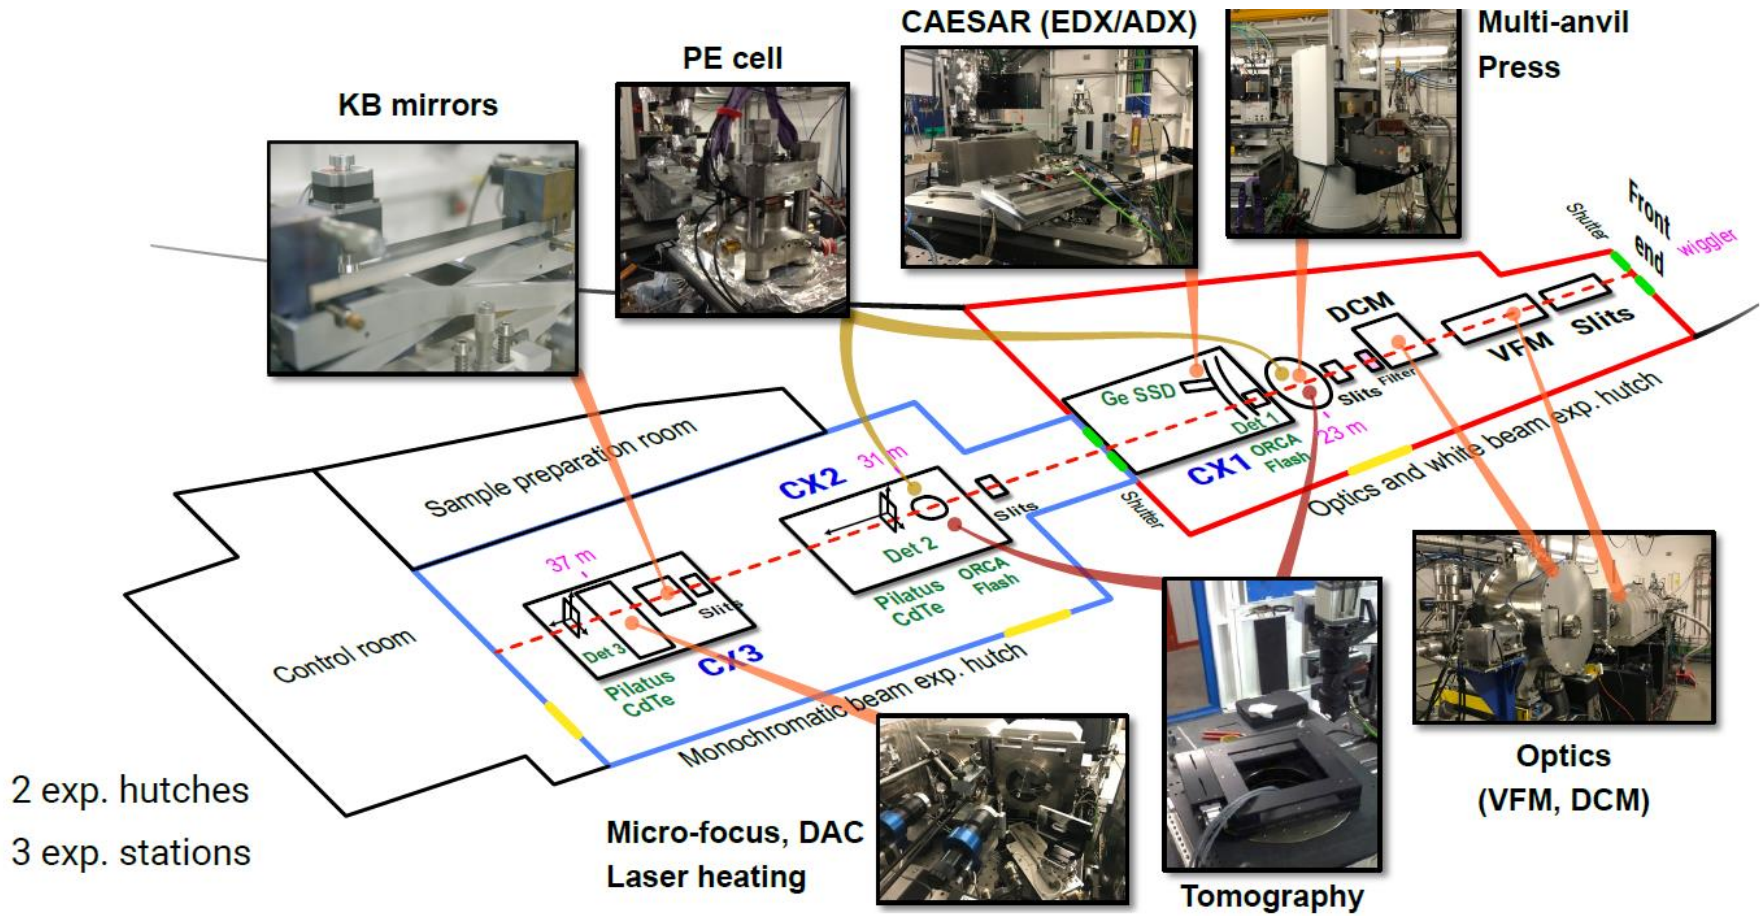 CAESAR (EDX/ADX)
Multi-anvil
Press
PE cell
KB mirrors
Shutter
Front
end
wiggler
DCM
VFM
Slits
Filter
Slits
Ge SSD
Det 1
ORCA
Flash
23 m
CX1
Optics and white beam exp. hutch
Shutter
Sample preparation room
CX2
31 m
Slits
Det 2
Pilatus
CdTe
ORCA
Flash
37 m
Slits
Det 3
CX3
Pilatus
CdTe
Control room
Monochromatic beam exp. hutch
2 exp. hutches
3 exp. stations
Micro-focus, DAC
Laser heating
Tomography
Optics
(VFM, DCM)